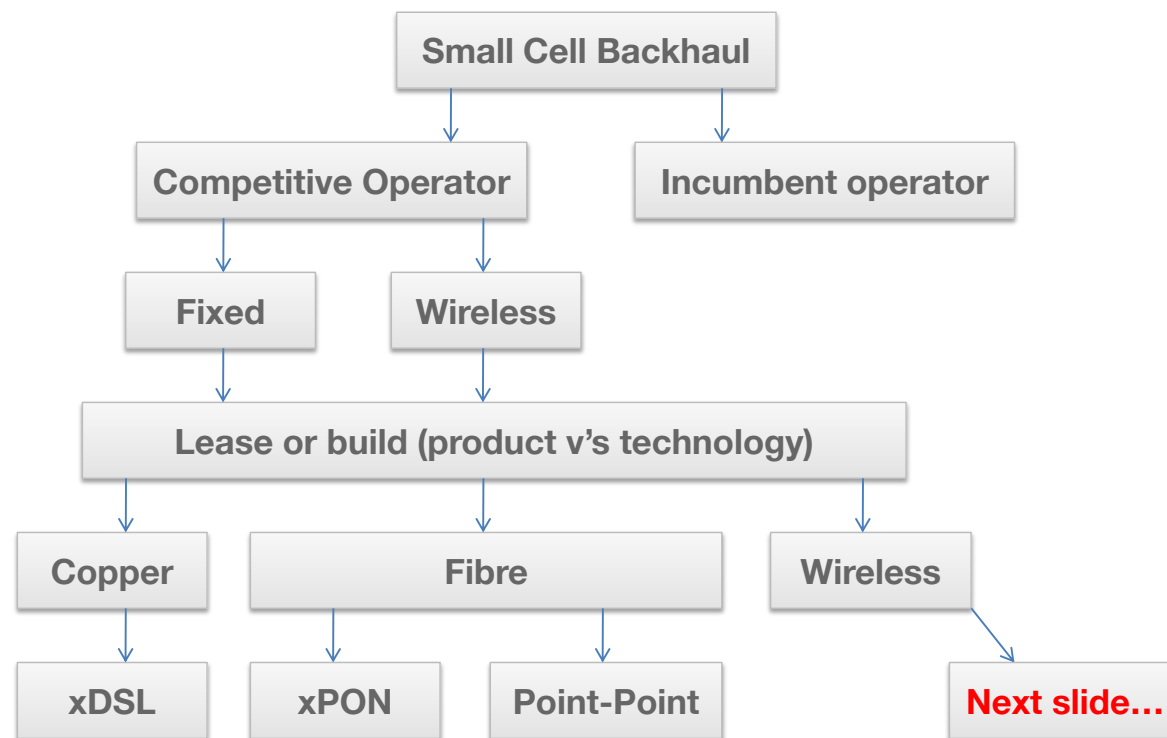 Small Cell Backhaul
Competitive Operator
Incumbent operator
Fixed
Wireless
Lease or build (product v's technology)
Copper
Fibre
Wireless
xDSL
xPON
Point-Point
Next slide…